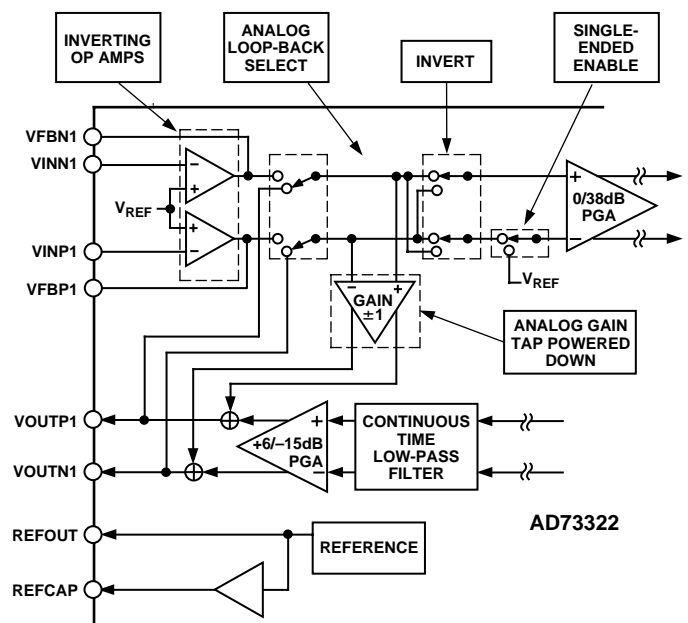 INVERTING
OP AMPS
ANALOG
LOOP-BACK
SELECT
INVERT
SINGLE-
ENDED
ENABLE
VFBN1
VINN1
VREF
VINP1
VFBP1
–
+
+
–
+
–
0/38dB
PGA
VREF
–
+
GAIN
±1
ANALOG GAIN
TAP POWERED
DOWN
VOUTP1
VOUTN1
+
–
+6/–15dB
PGA
CONTINUOUS
TIME
LOW-PASS
FILTER
AD73322
REFOUT
REFERENCE
REFCAP